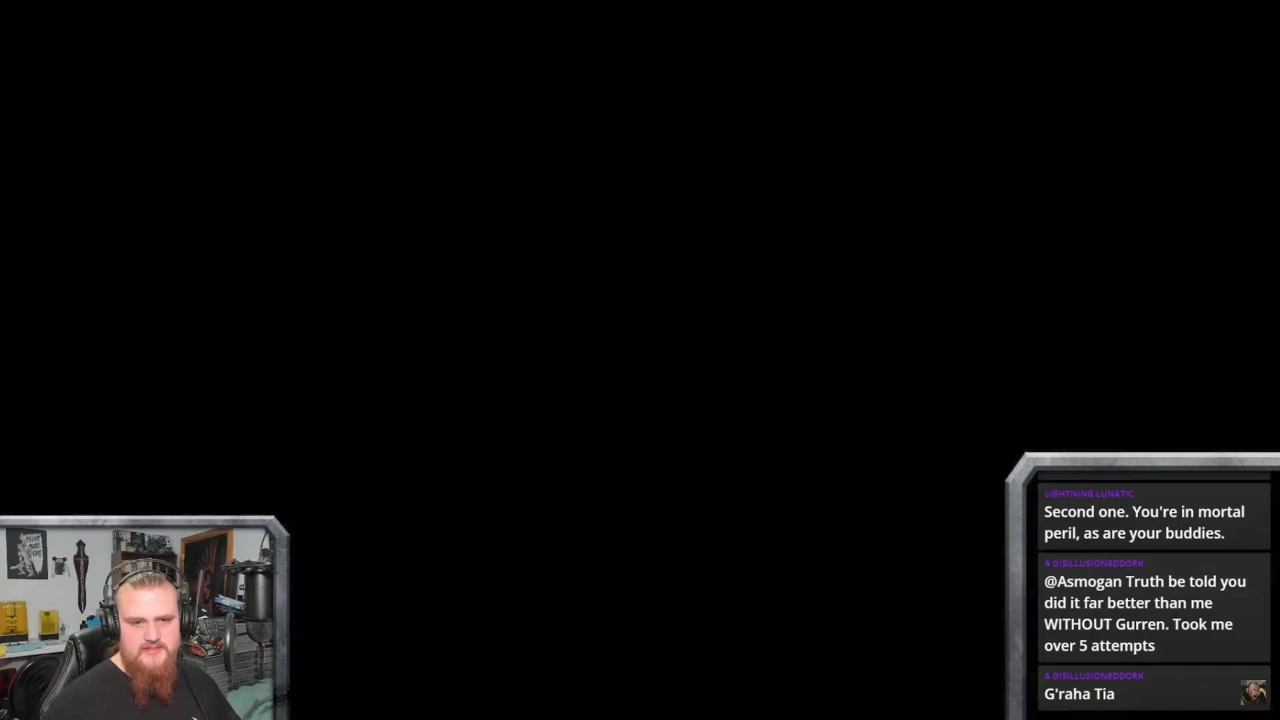 LIGHTNING LUNATIC
Second one. You're in mortal
peril, as are your buddies.
A DISILLUSIONEDDORK
@Asmogan Truth be told you
did it far better than me
WITHOUT Gurren. Took me
over 5 attempts
A DISILLUSIONEDDORK
G'raha Tia